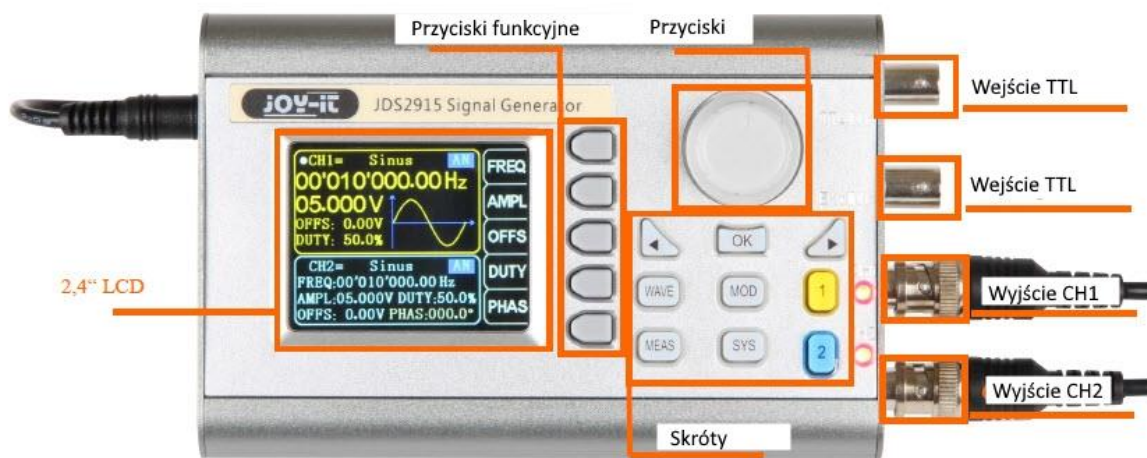 Przyciski funkcyjne
Przyciski
Wejście TTL
JOY-iT
JDS2915 Signal Generator
CH1= Sinus AN
00'010'000.00 Hz
05.000V
OFFS: 0.00V
DUTY: 50.0%
CH2= Sinus AN
FREQ:00'010'000.00 Hz
AMPL:05.000V DUTY:50.0%
OFFS: 0.00V PHAS:000.0°
FREQ
AMPL
OFFS
DUTY
PHAS
OK
WAVE
MOD
1
MEAS
SYS
2
Wejście TTL
2,4“ LCD
Wyjście CH1
Wyjście CH2
Skróty